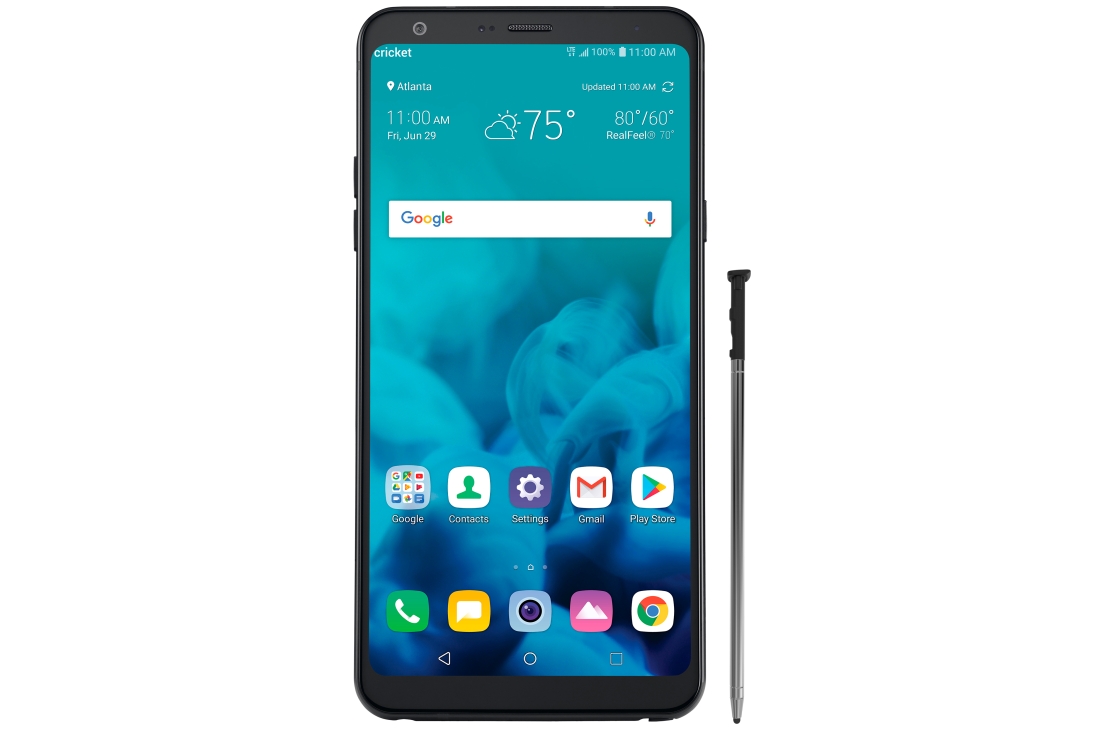 cricket LTE 100% 11:00 AM
Atlanta Updated 11:00 AM
11:00 AM 75° 80°/60°
Fri, Jun 29 RealFeel® 70°
Google
Google Contacts Settings Gmail Play Store